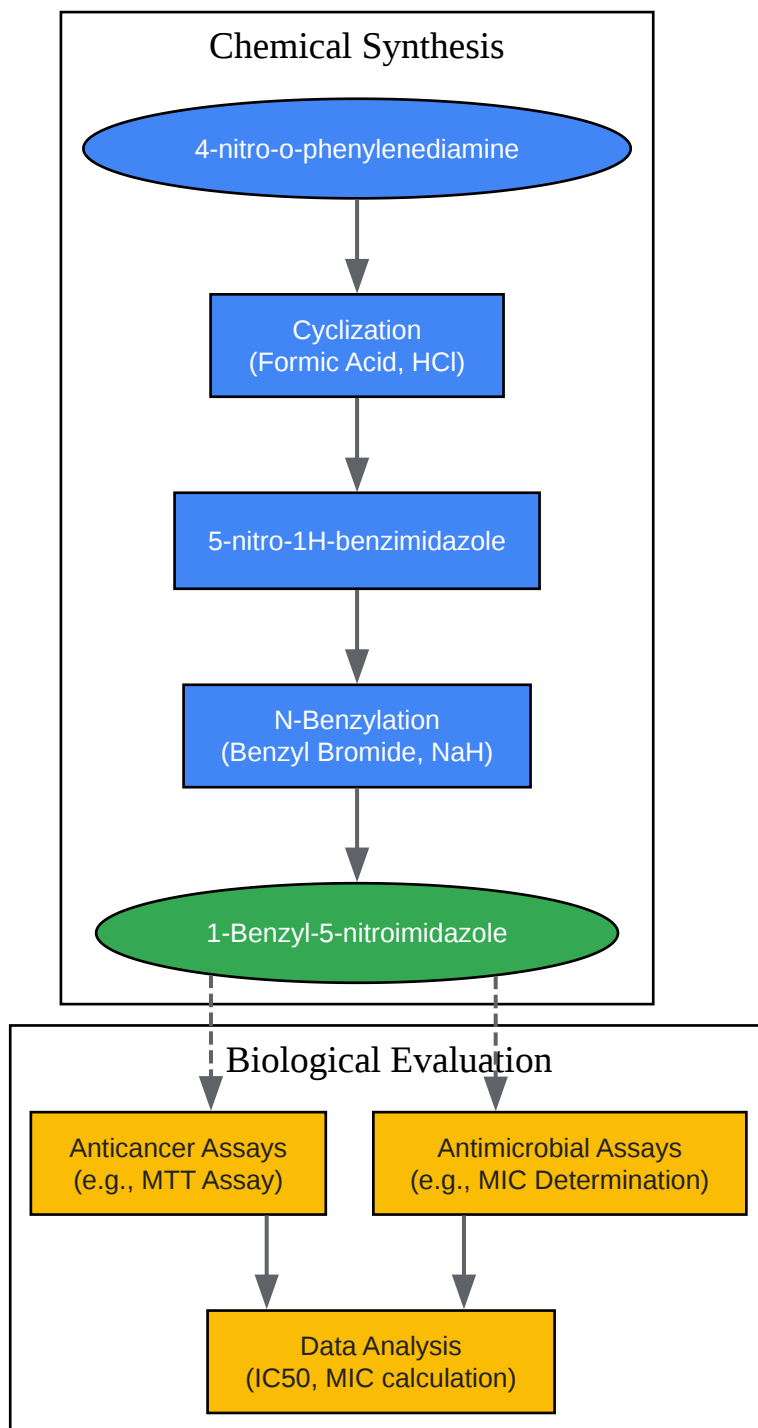 Chemical Synthesis
4-nitro-o-phenylenediamine
Cyclization
(Formic Acid, HCl)
5-nitro-1H-benzimidazole
N-Benzylation
(Benzyl Bromide, NaH)
1-Benzyl-5-nitroimidazole
Biological Evaluation
Anticancer Assays
(e.g., MTT Assay)
Antimicrobial Assays
(e.g., MIC Determination)
Data Analysis
(IC50, MIC calculation)